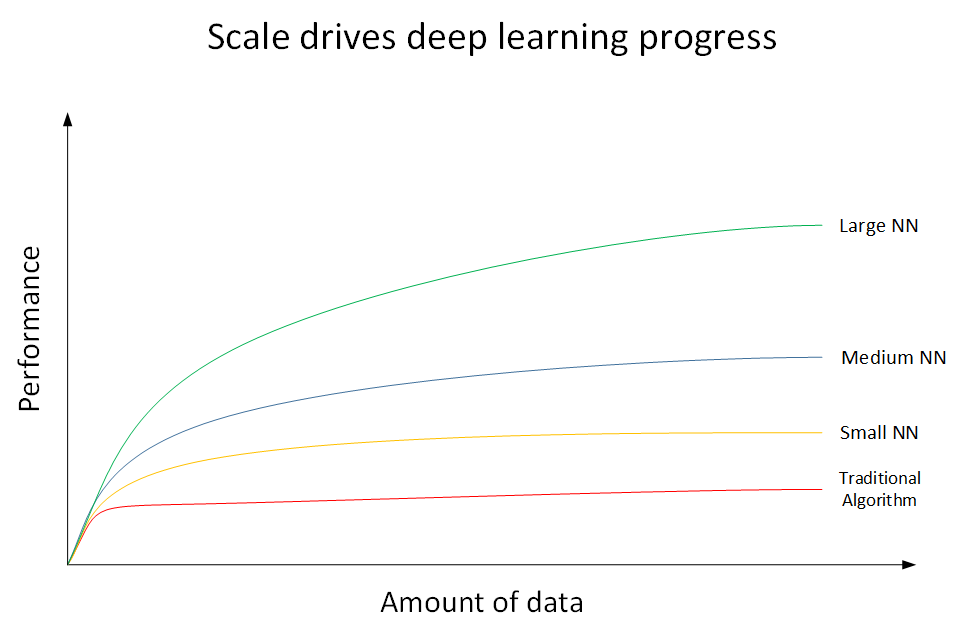 Scale drives deep learning progress
Performance
Large NN
Medium NN
Small NN
Traditional
Algorithm
Amount of data